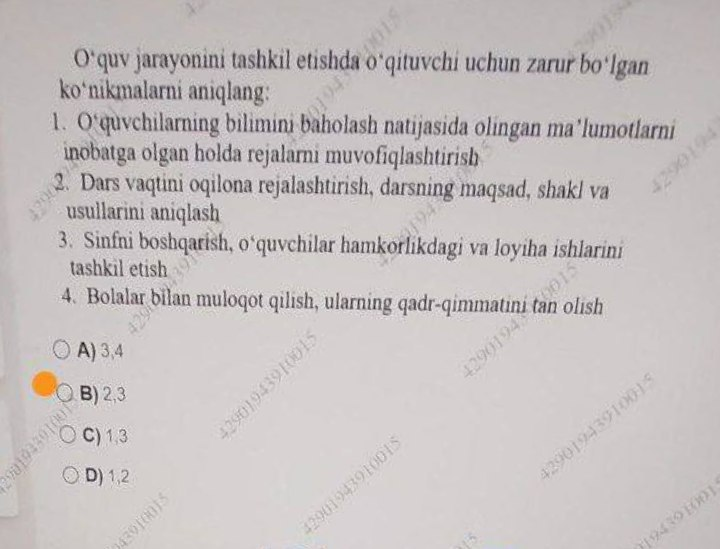 O‘quv jarayonini tashkil etishda o‘qituvchi uchun zarur bo‘lgan
ko‘nikmalarni aniqlang:
1. O‘quvchilarning bilimini baholash natijasida olingan ma’lumotlarni
inobatga olgan holda rejalarni muvofiqlashtirish
2. Dars vaqtini oqilona rejalashtirish, darsning maqsad, shakl va
usullarini aniqlash
3. Sinfni boshqarish, o‘quvchilar hamkorlikdagi va loyiha ishlarini
tashkil etish
4. Bolalar bilan muloqot qilish, ularning qadr-qimmatini tan olish
A) 3,4
B) 2,3
C) 1,3
D) 1,2
42901943910015
42901943910015
42901943910015